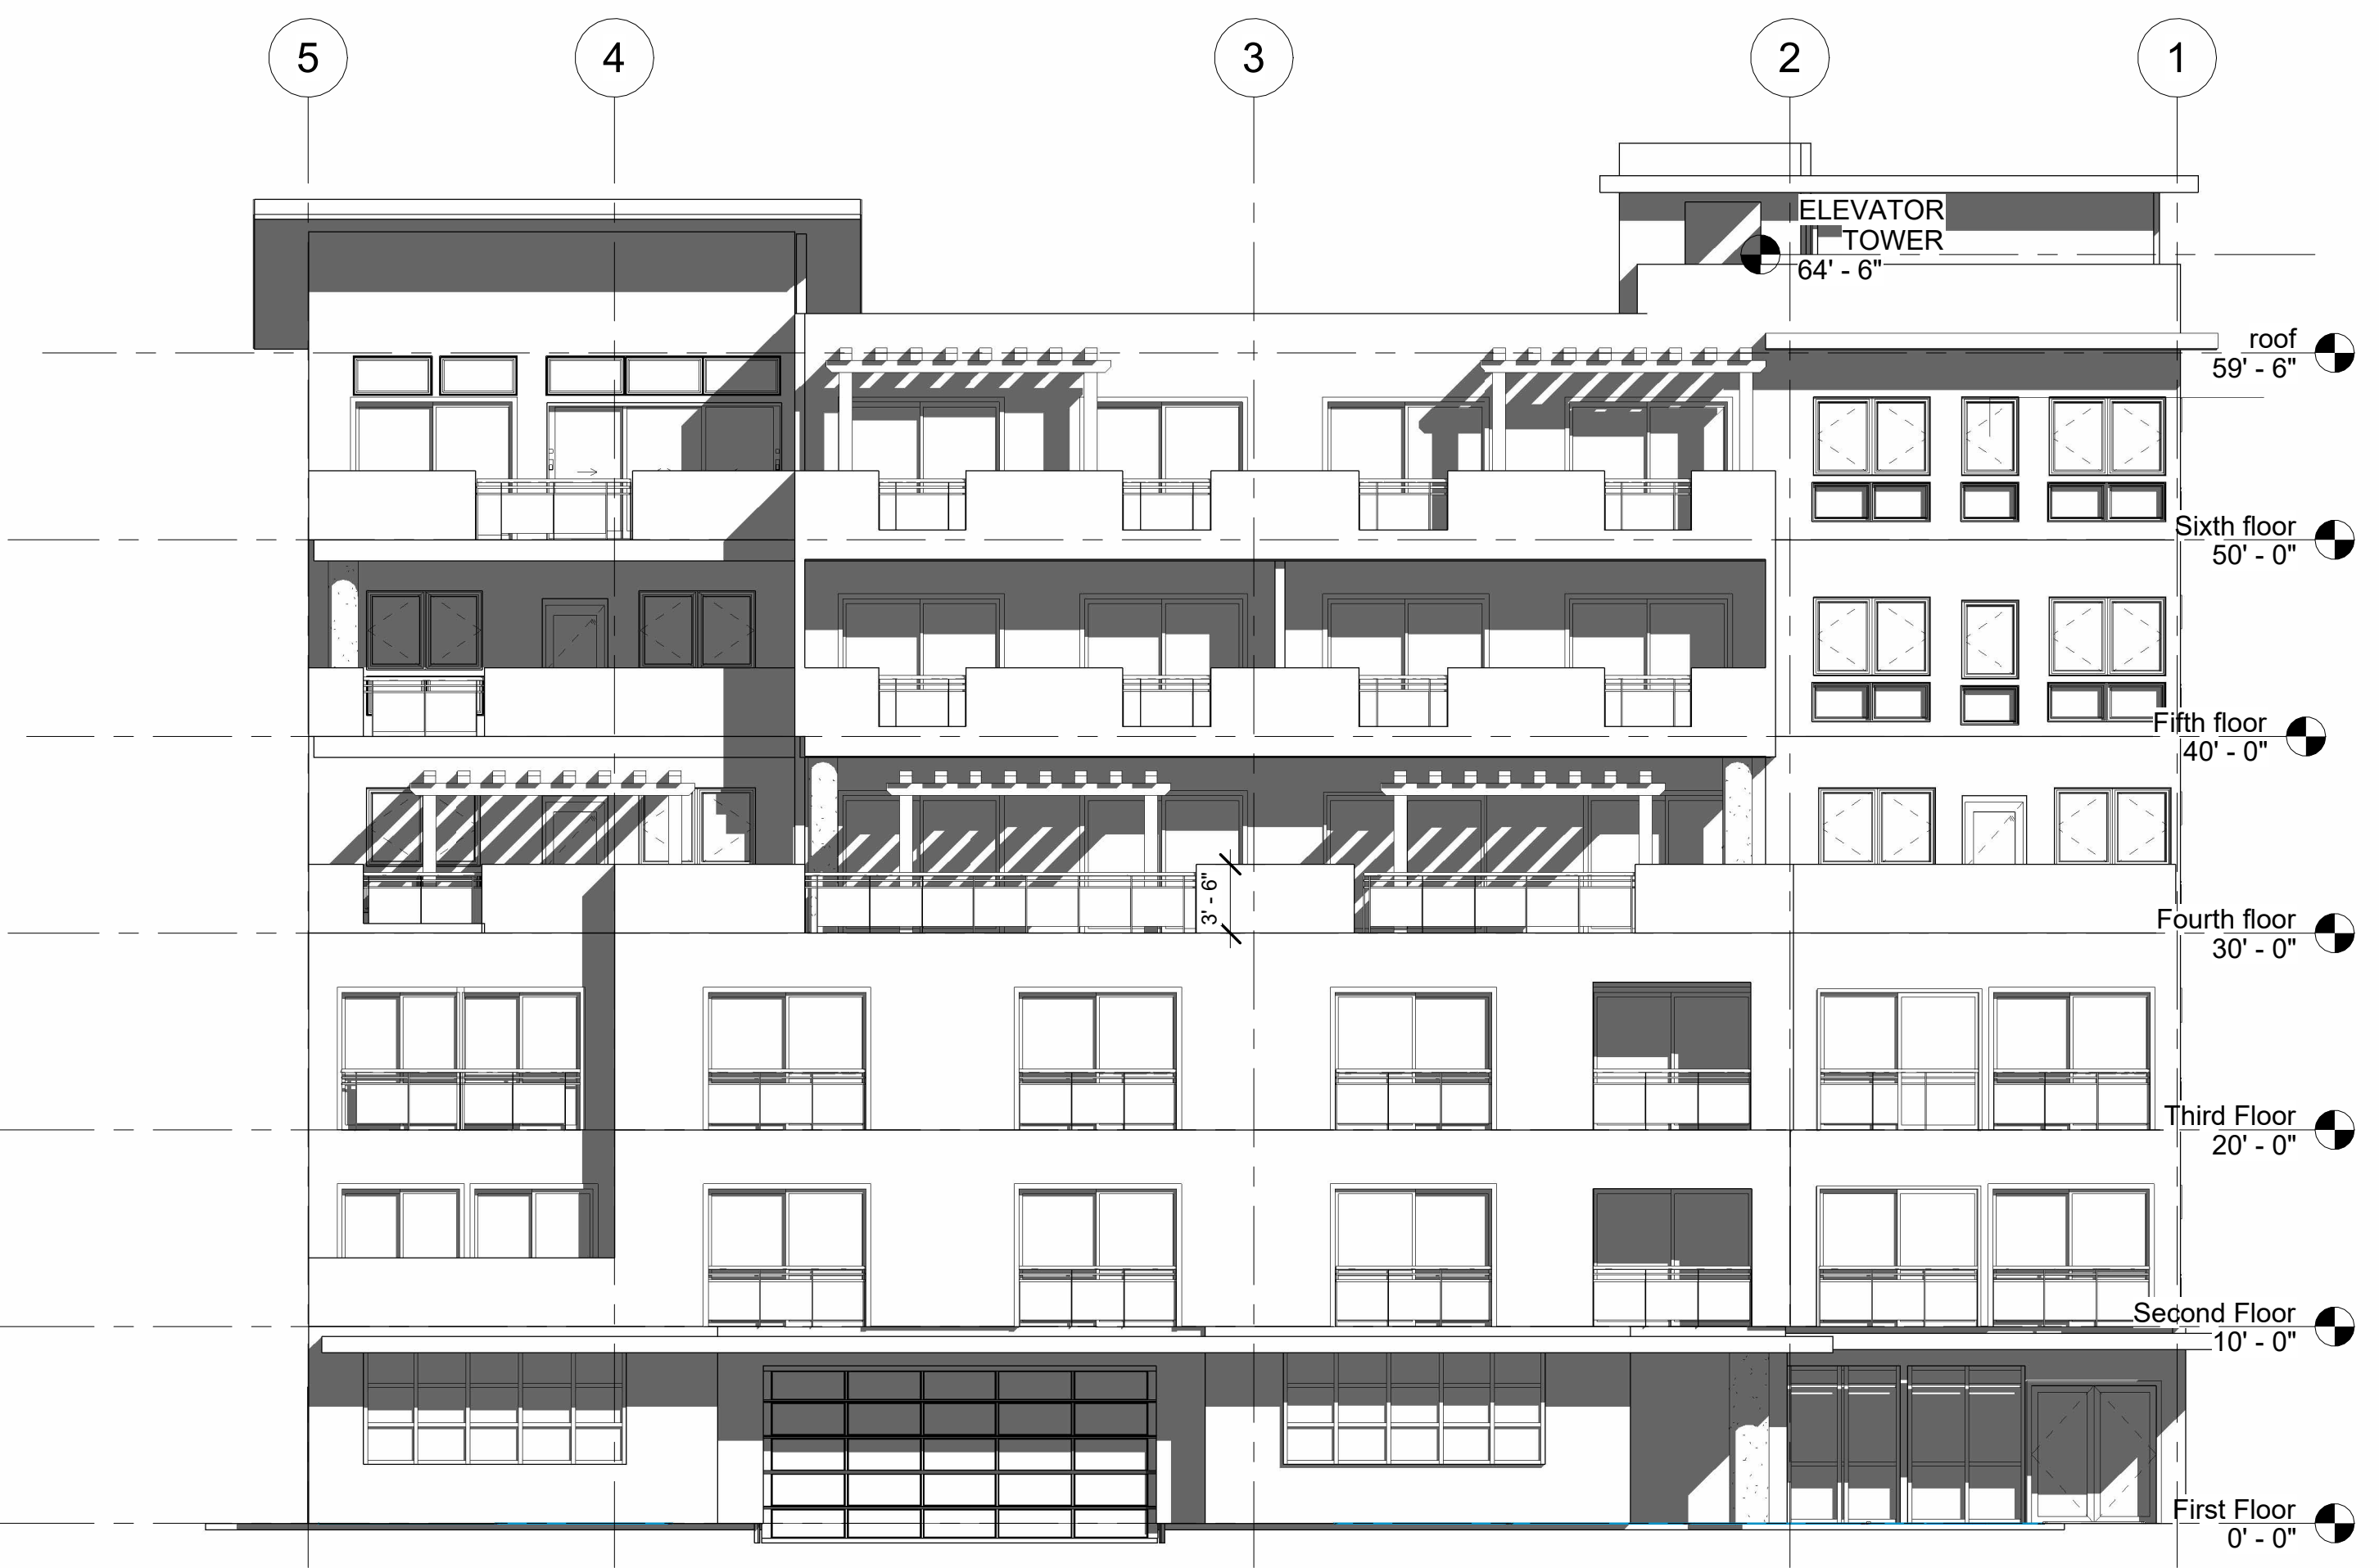 5
4
3
2
1
ELEVATOR
TOWER
64' - 6"
roof
59' - 6"
Sixth floor
50' - 0"
Fifth floor
40' - 0"
3' - 6"
Fourth floor
30' - 0"
Third Floor
20' - 0"
Second Floor
10' - 0"
First Floor
0' - 0"